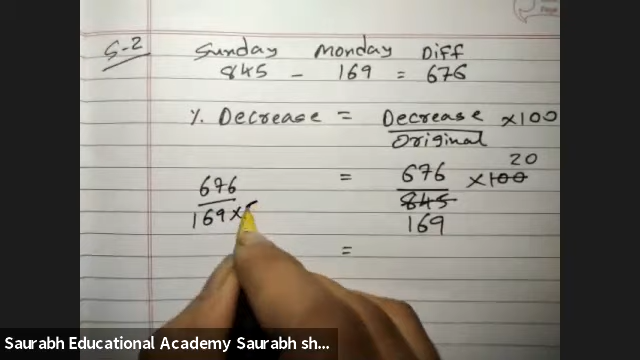 S-2 Sunday Monday Diff
845 - 169 = 676
% Decrease = Decrease ×100
Original
20
676 = 676 ×100
169×5 845
169
=
Saurabh Educational Academy Saurabh sh...